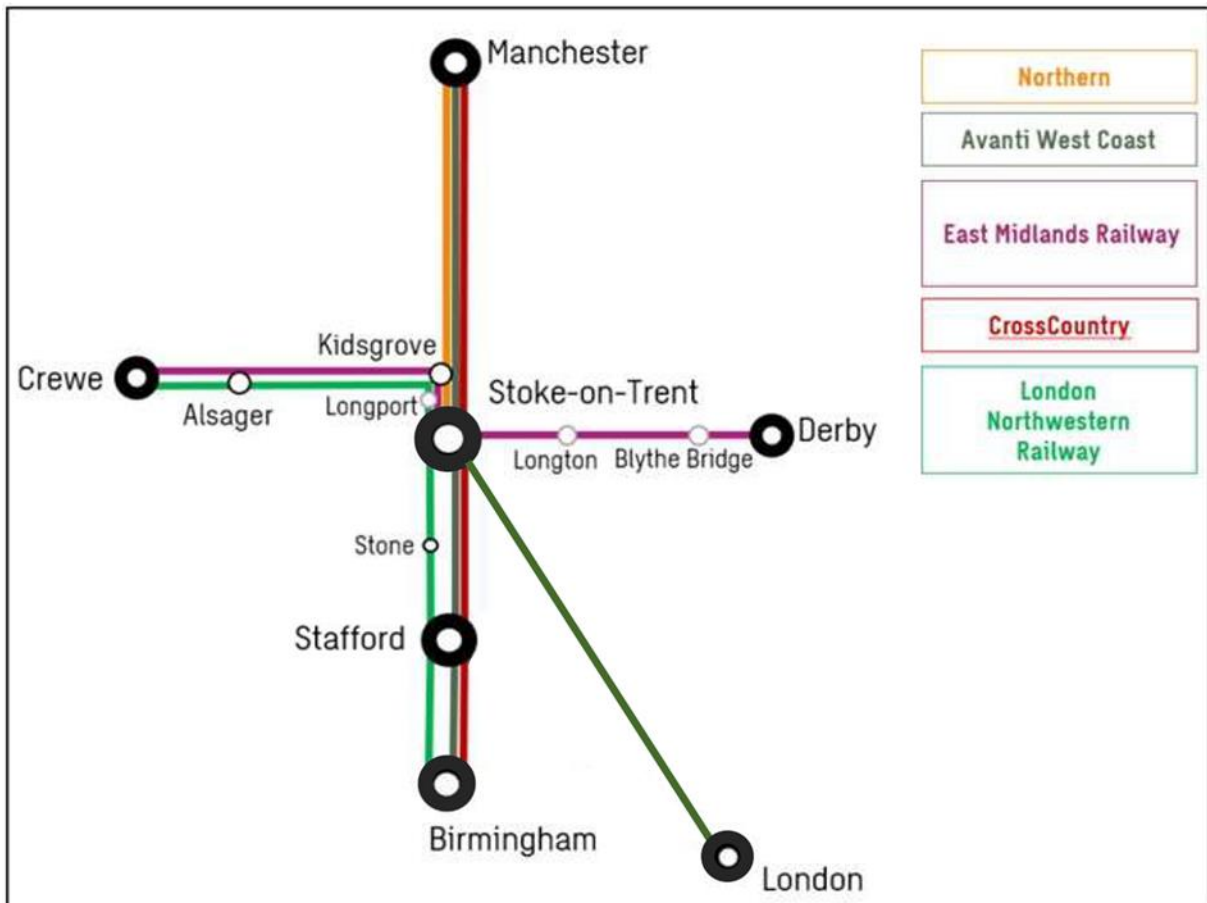 Manchester
Northern
Avanti West Coast
East Midlands Railway
CrossCountry
London
Northwestern
Railway
Kidsgrove
Crewe
Alsager
Longport
Stoke-on-Trent
Derby
Longton
Blythe Bridge
Stone
Stafford
Birmingham
London